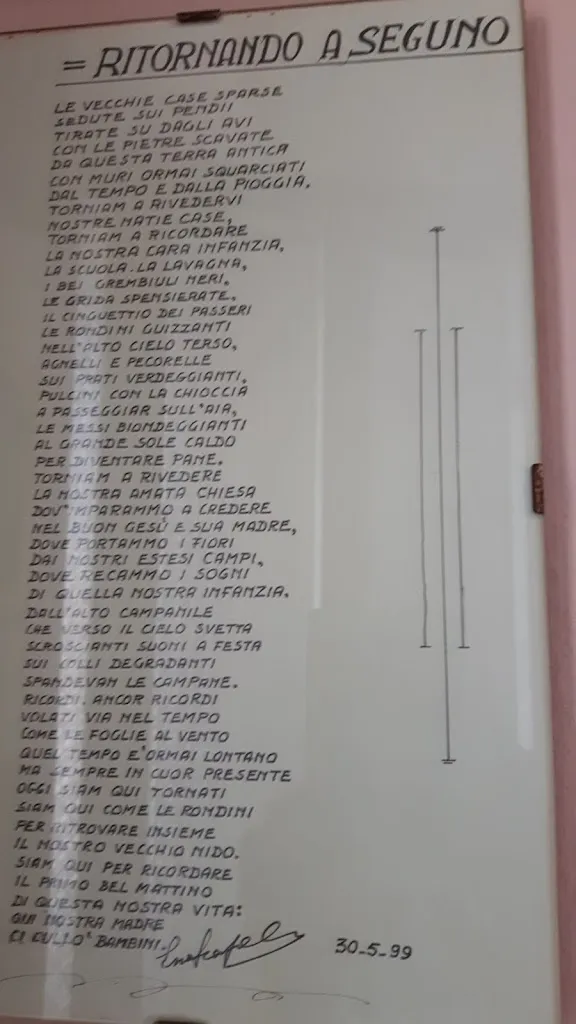 = RITORNANDO A SEGUNO
LE VECCHIE CASE SPARSE
SEDUTE SUI PENDII
TIRATE SU DAGLI AVI
CON LE PIETRE SCAVATE
DA QUESTA TERRA ANTICA
CON MURI ORMAI SQUARCIATI
DAL TEMPO E DALLA PIOGGIA.
TORNIAM A RIVEDERVI
NOSTRE NATIE CASE,
TORNIAM A RICORDARE
LA NOSTRA CARA INFANZIA,
LA SCUOLA. LA LAVAGNA,
I BEI GREMBIULI NERI,
LE GRIDA SPENSIERATE.
IL CINGUETTIO DEI PASSERI
LE RONDINI GUIZZANTI
NELL'ALTO CIELO TERSO,
AGNELLI E PECORELLE
SUI PRATI VERDEGGIANTI,
PULCINI CON LA CHIOCCIA
A PASSEGGIAR SULL'AIA,
LE MESSI BIONDEGGIANTI
AL GRANDE SOLE CALDO
PER DIVENTARE PANE.
TORNIAM A RIVEDERE
LA NOSTRA AMATA CHIESA
DOV'IMPARAMMO A CREDERE
NEL BUON GESÙ E SUA MADRE,
DOVE PORTAMMO I FIORI
DAI NOSTRI ESTESI CAMPI,
DOVE RECAMMO I SOGNI
DI QUELLA NOSTRA INFANZIA.
DALL'ALTO CAMPANILE
CHE VERSO IL CIELO SVETTA
SCROSCIANTI SUONI A FESTA
SUI COLLI DEGRADANTI
SPANDEVAN LE CAMPANE.
RICORDI. ANCOR RICORDI
VOLATI VIA NEL TEMPO
COME LE FOGLIE AL VENTO
QUEL TEMPO E' ORMAI LONTANO
MA SEMPRE IN CUOR PRESENTE
OGGI SIAM QUI TORNATI
SIAM QUI COME LE RONDINI
PER RITROVARE INSIEME
IL NOSTRO VECCHIO NIDO.
SIAM QUI PER RICORDARE
IL PRIMO BEL MATTINO
DI QUESTA NOSTRA VITA:
QUI NOSTRA MADRE
CI CULLO' BAMBINI.
30-5-99